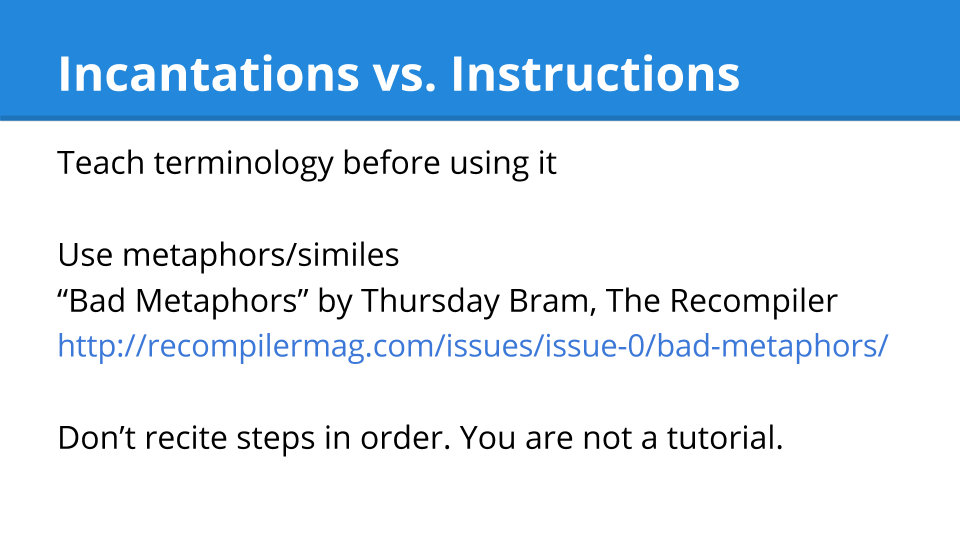 Incantations vs. Instructions
Teach terminology before using it
Use metaphors/similes
“Bad Metaphors” by Thursday Bram, The Recompiler
http://recompilermag.com/issues/issue-0/bad-metaphors/
Don’t recite steps in order. You are not a tutorial.